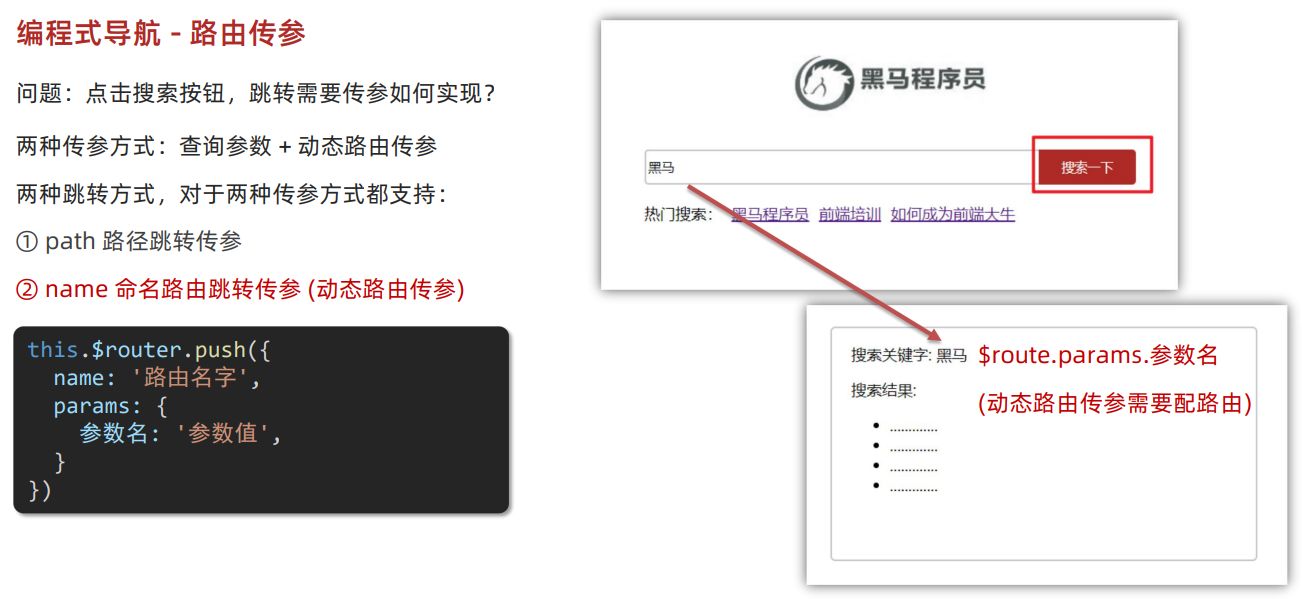 编程式导航 - 路由传参
问题：点击搜索按钮，跳转需要传参如何实现？
两种传参方式：查询参数 + 动态路由传参
两种跳转方式，对于两种传参方式都支持：
① path 路径跳转传参
② name 命名路由跳转传参 (动态路由传参)
this.$router.push({
  name: '路由名字',
  params: {
    参数名: '参数值',
  }
})
黑马程序员
黑马
搜索一下
热门搜索： 黑马程序员 前端培训 如何成为前端大牛
搜索关键字: 黑马 $route.params.参数名
搜索结果:
(动态路由传参需要配路由)
• .............
• .............
• .............
• .............